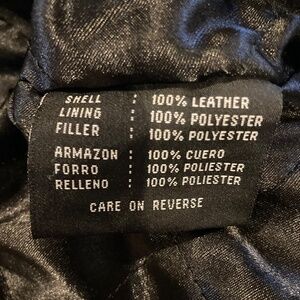 SHELL : 100% LEATHER
LINING : 100% POLYESTER
FILLER : 100% POLYESTER
ARMAZON : 100% CUERO
FORRO : 100% POLIESTER
RELLENO : 100% POLIESTER
CARE ON REVERSE